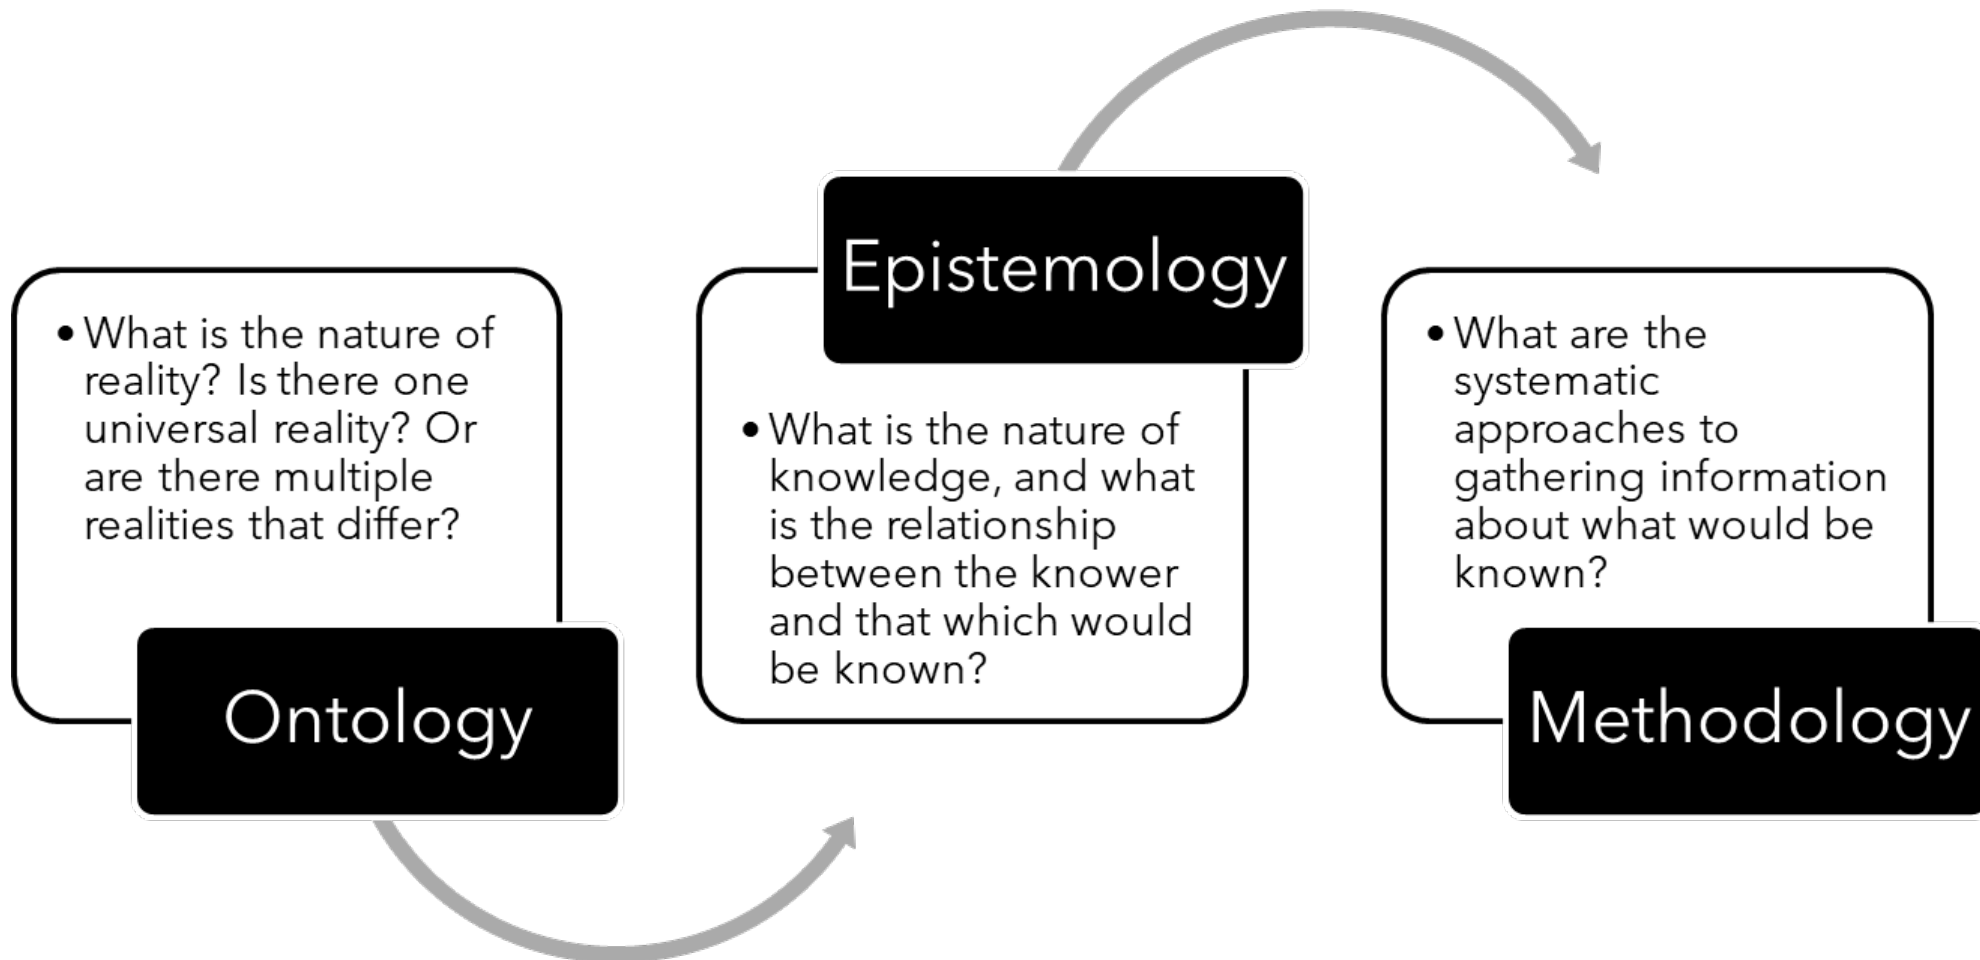 • What is the nature of
reality? Is there one
universal reality? Or
are there multiple
realities that differ?
Ontology
Epistemology
• What is the nature of
knowledge, and what
is the relationship
between the knower
and that which would
be known?
• What are the
systematic
approaches to
gathering information
about what would be
known?
Methodology